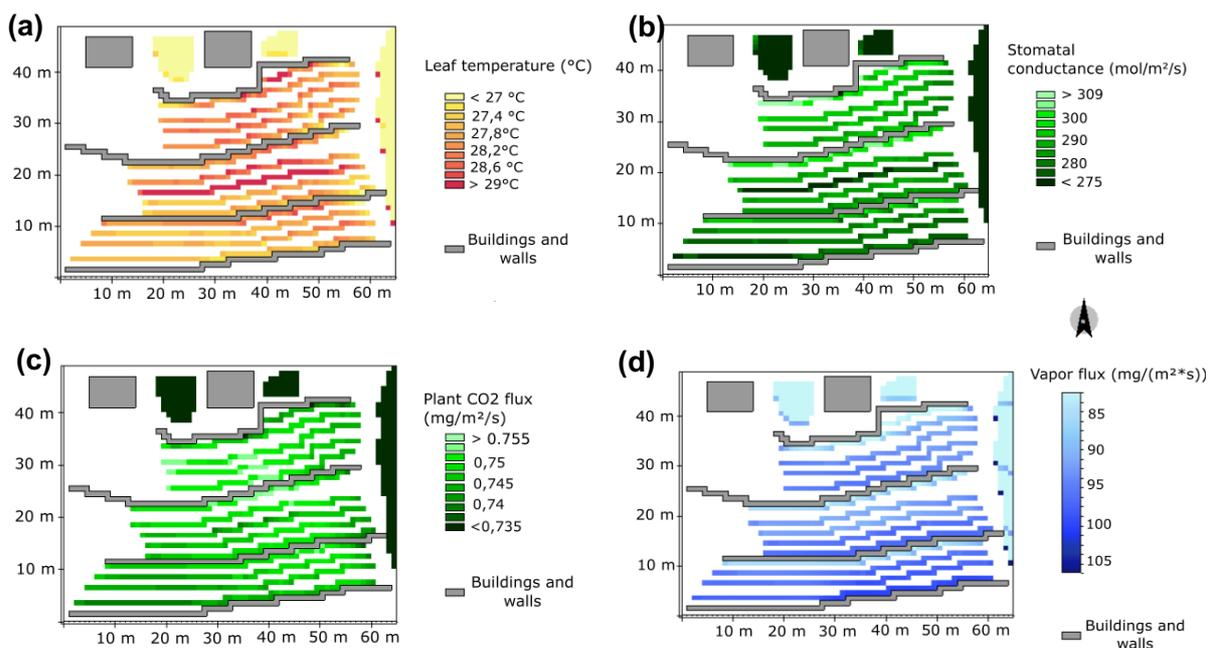 (a)
40 m
30 m
20 m
10 m
10 m 20 m 30 m 40 m 50 m 60 m
Leaf temperature (°C)
< 27 °C
27,4 °C
27,8°C
28,2°C
28,6 °C
> 29°C
Buildings and
walls
(b)
40 m
30 m
20 m
10 m
10 m 20 m 30 m 40 m 50 m 60 m
Stomatal
conductance (mol/m²/s)
> 309
300
290
280
< 275
Buildings and
walls
(c)
40 m
30 m
20 m
10 m
10 m 20 m 30 m 40 m 50 m 60 m
Plant CO2 flux
(mg/m²/s)
> 0.755
0,75
0,745
0,74
<0,735
Buildings and
walls
(d)
40 m
30 m
20 m
10 m
10 m 20 m 30 m 40 m 50 m 60 m
Vapor flux (mg/(m²*s))
85
90
95
100
105
Buildings and
walls